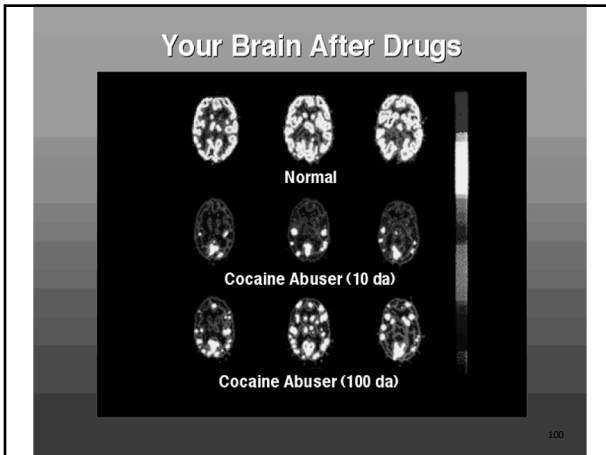 Your Brain After Drugs
Normal
Cocaine Abuser (10 da)
Cocaine Abuser (100 da)
100